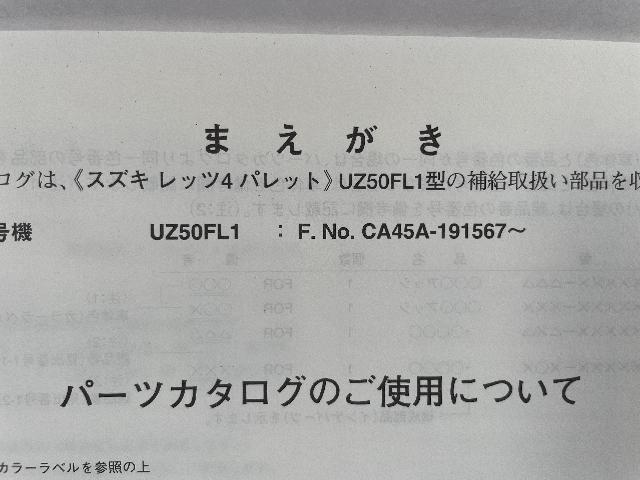 まえがき
ログは、《スズキ レッツ4 パレット》UZ50FL1型の補給取扱い部品を収
号機 UZ50FL1 : F. No. CA45A-191567～
パーツカタログのご使用について
カラーラベルを参照の上